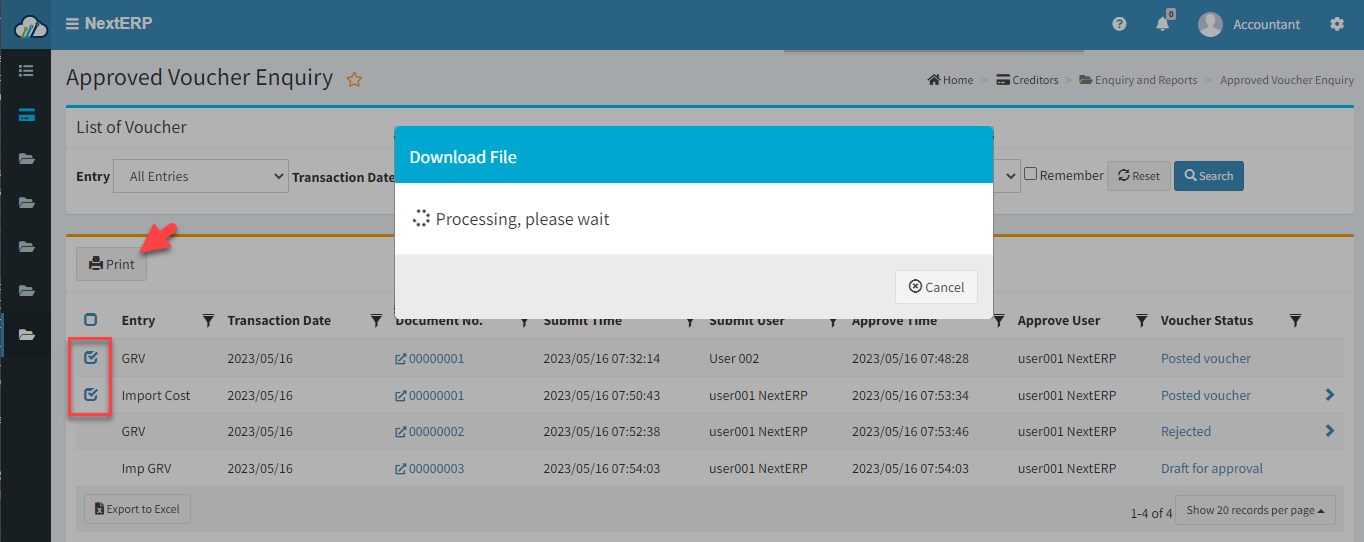 NextERP
0
Accountant
Approved Voucher Enquiry
Home > Creditors > Enquiry and Reports > Approved Voucher Enquiry
List of Voucher
Download File
Entry All Entries Transaction Date Remember Reset Search
Processing, please wait
Print
Cancel
Entry Transaction Date Document No. Submit Time Submit User Approve Time Approve User Voucher Status
GRV 2023/05/16 00000001 2023/05/16 07:32:14 User 002 2023/05/16 07:48:28 user001 NextERP Posted voucher
Import Cost 2023/05/16 00000001 2023/05/16 07:50:43 user001 NextERP 2023/05/16 07:53:34 user001 NextERP Posted voucher
GRV 2023/05/16 00000002 2023/05/16 07:52:38 user001 NextERP 2023/05/16 07:53:46 user001 NextERP Rejected
Imp GRV 2023/05/16 00000003 2023/05/16 07:54:03 user001 NextERP 2023/05/16 07:54:03 user001 NextERP Draft for approval
Export to Excel
1-4 of 4 Show 20 records per page